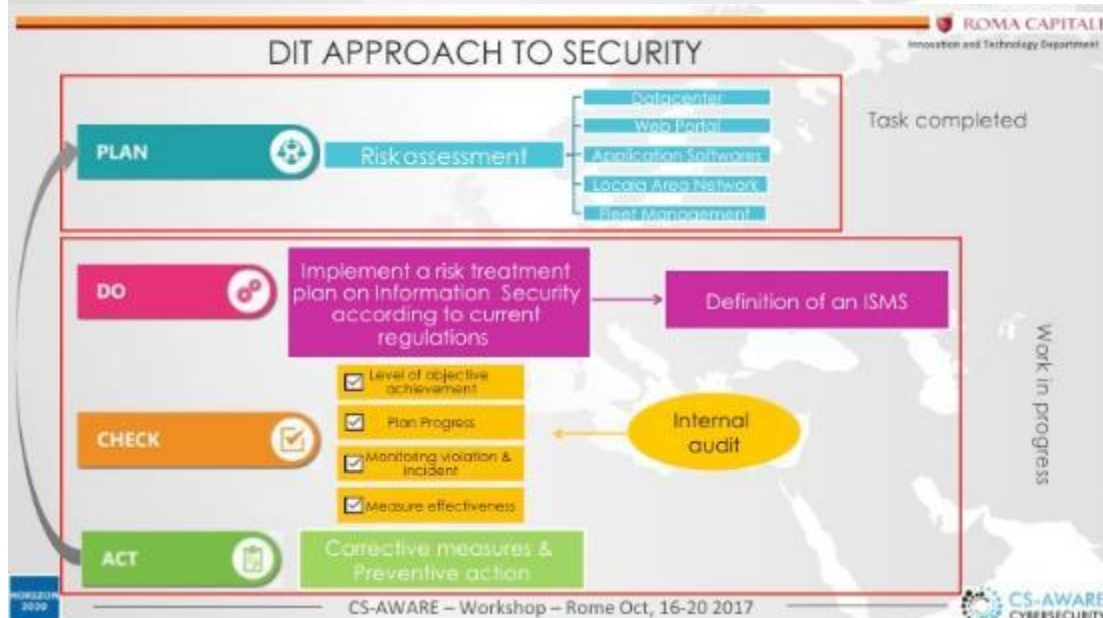 ROMA CAPITALE
Innovation and Technology Department
DIT APPROACH TO SECURITY
PLAN
Riskassessment
Datacenter
Web Portal
Application Softwares
Locala Area Network
Fleet Management
Task completed
DO
Implement a risk treatment
plan on Information Security
according to current
regulations
Definition of an ISMS
Work in progress
CHECK
Level of objective
achievement
Plan Progress
Monitoring violation &
incident
Measure effectiveness
Internal
audit
ACT
Corrective measures &
Preventive action
HORIZON
2020
CS-AWARE – Workshop – Rome Oct, 16-20 2017
CS-AWARE
CYBERSECURITY